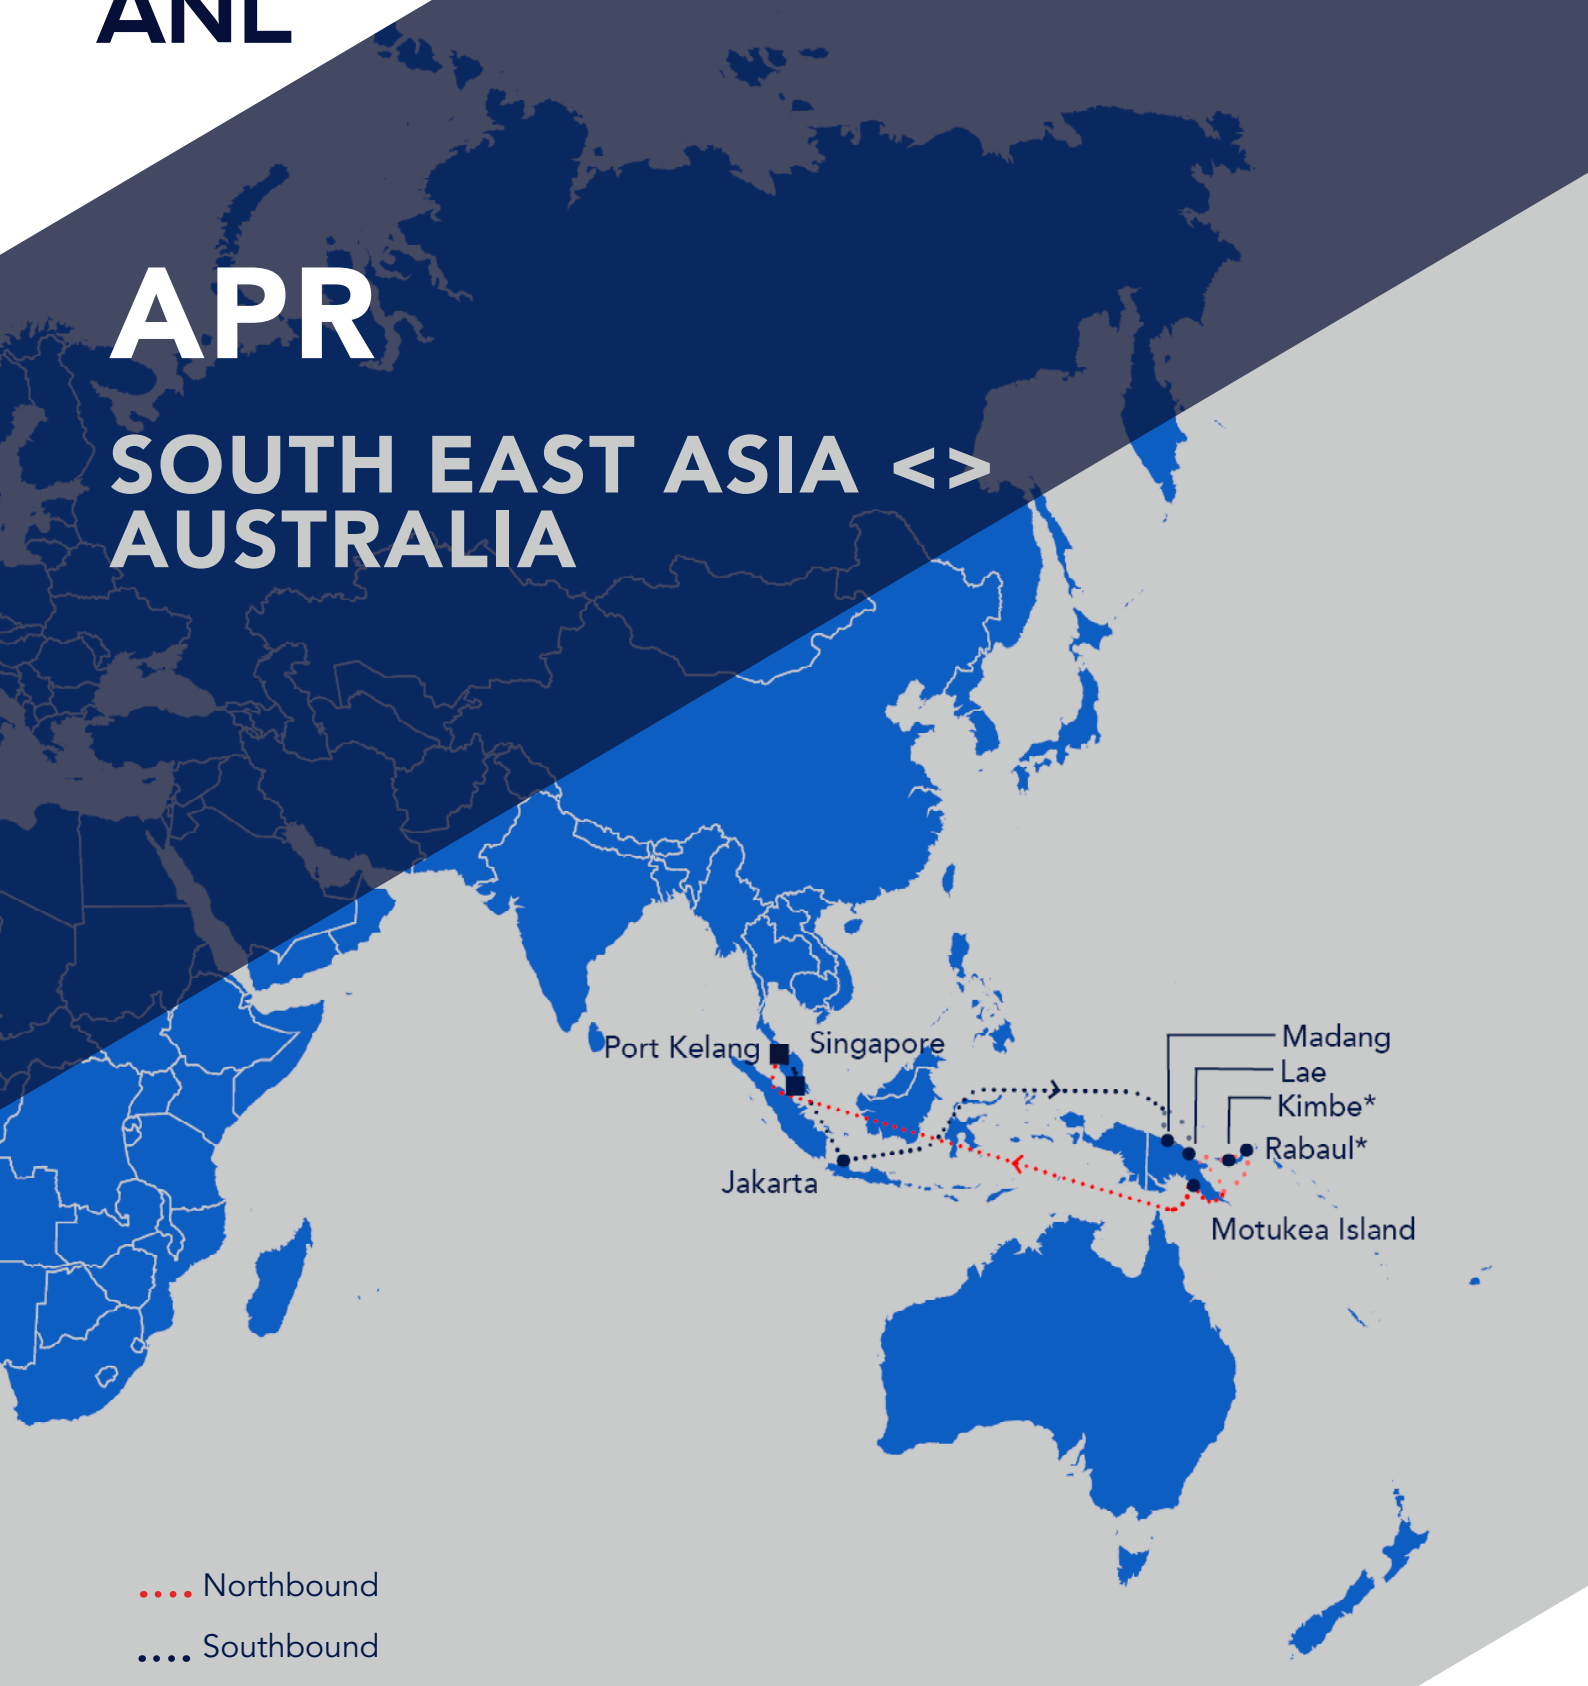 ANL
APR
SOUTH EAST ASIA <>
AUSTRALIA
Port Kelang
Singapore
Madang
Lae
Kimbe*
Rabaul*
Jakarta
Motukea Island
.... Northbound
.... Southbound